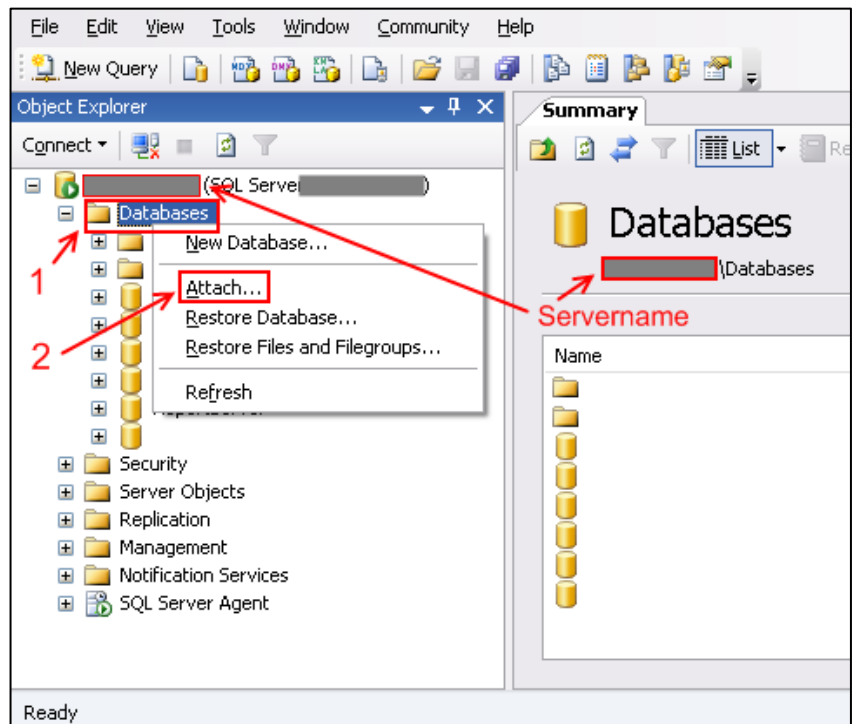 File Edit View Tools Window Community Help
New Query
Object Explorer
Summary
Connect
List
(SQL Serve )
Databases
Databases
\Databases
1
New Database...
Attach...
Servername
2
Restore Database...
Restore Files and Filegroups...
Name
Refresh
Security
Server Objects
Replication
Management
Notification Services
SQL Server Agent
Ready